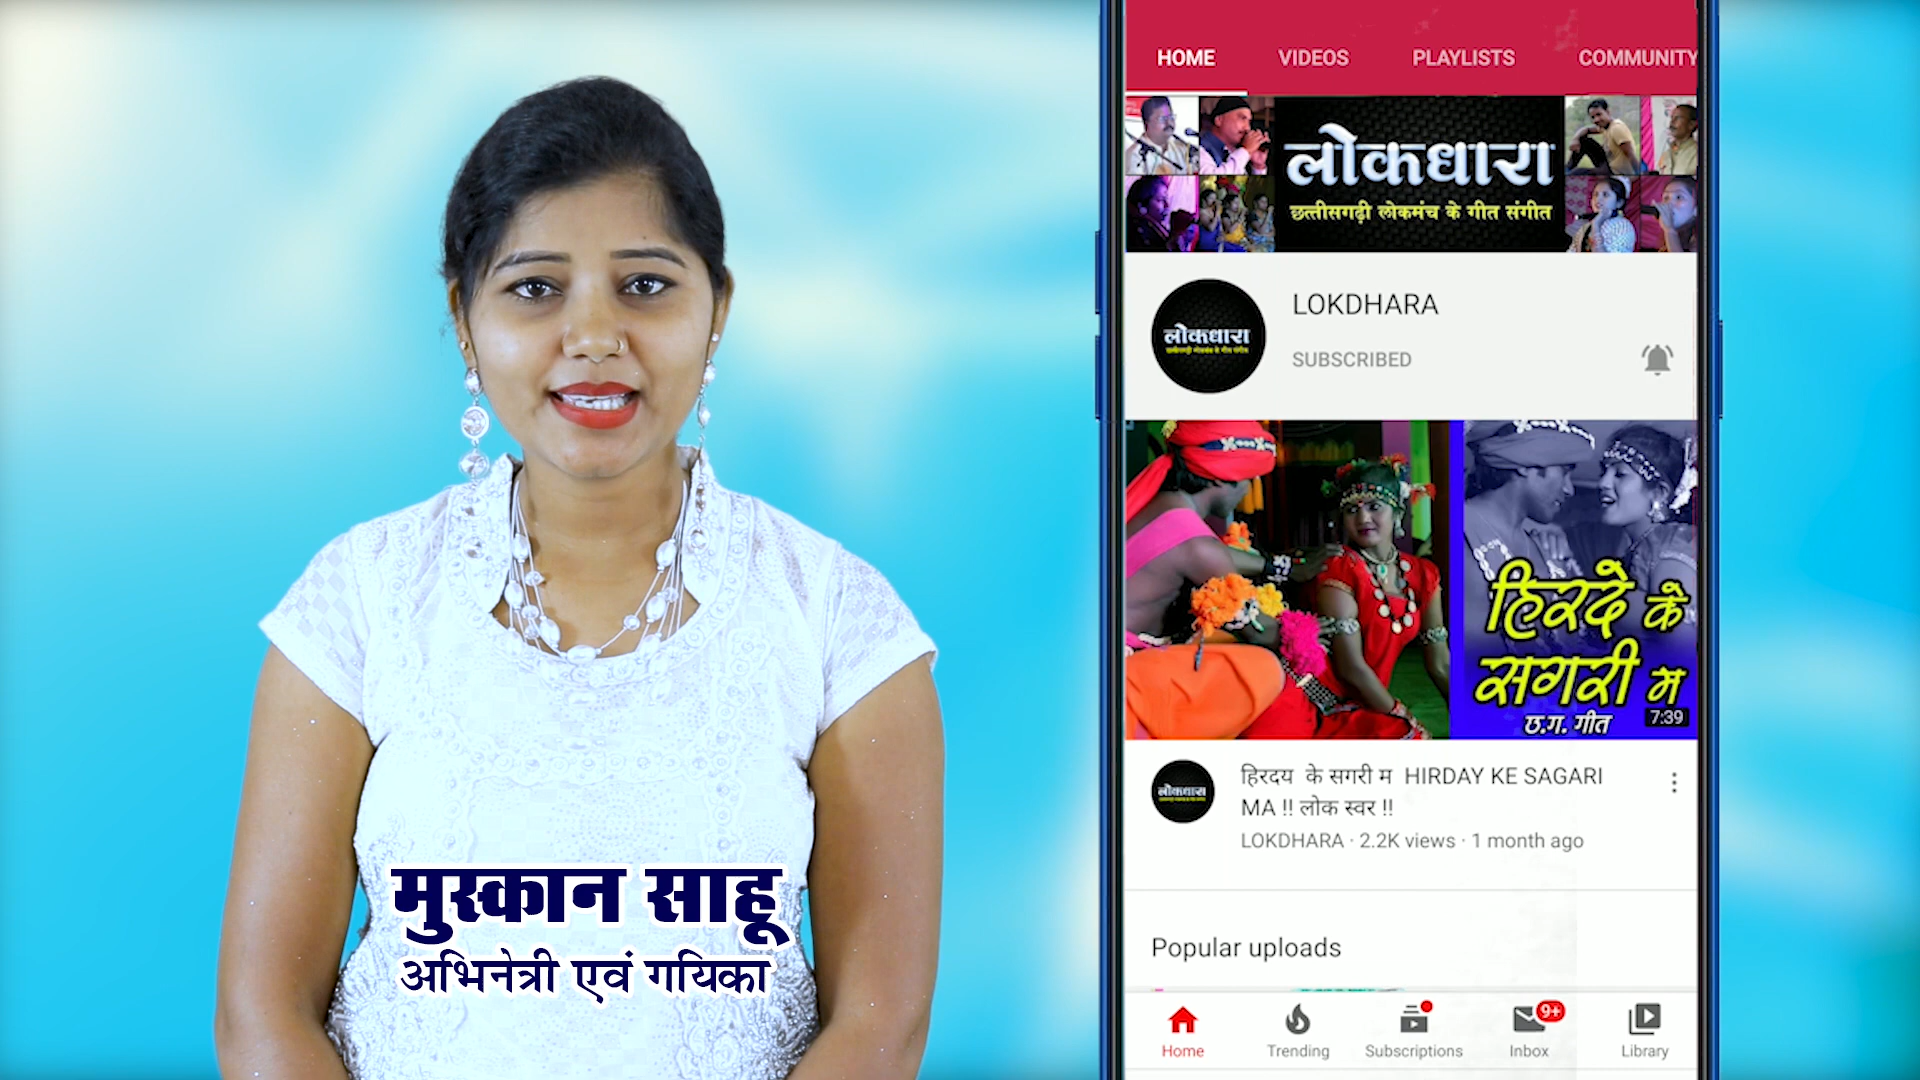 मुस्कान साहू
अभिनेत्री एवं गयिका
HOME VIDEOS PLAYLISTS COMMUNITY
लोकधारा
छत्तीसगढ़ी लोकमंच के गीत संगीत
लोकधारा
LOKDHARA
SUBSCRIBED
हिरदे के
सगरी म
छ.ग. गीत
7:39
लोकधारा
हिरदय के सगरी म HIRDAY KE SAGARI
MA !! लोक स्वर !!
LOKDHARA · 2.2K views · 1 month ago
Popular uploads
9+
Home Trending Subscriptions Inbox Library